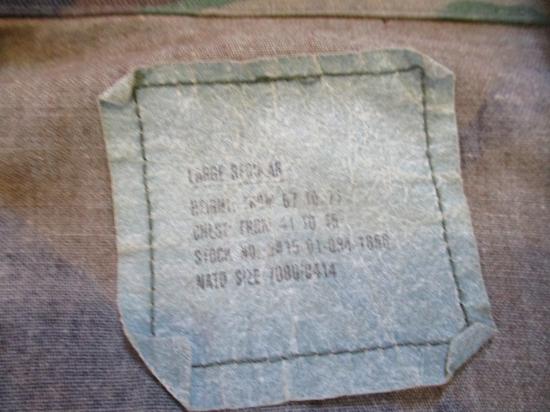 LARGE REGULAR
HEIGHT: FROM 67 TO 71
CHEST: FROM 41 TO 45
STOCK NO.
NATO SIZE